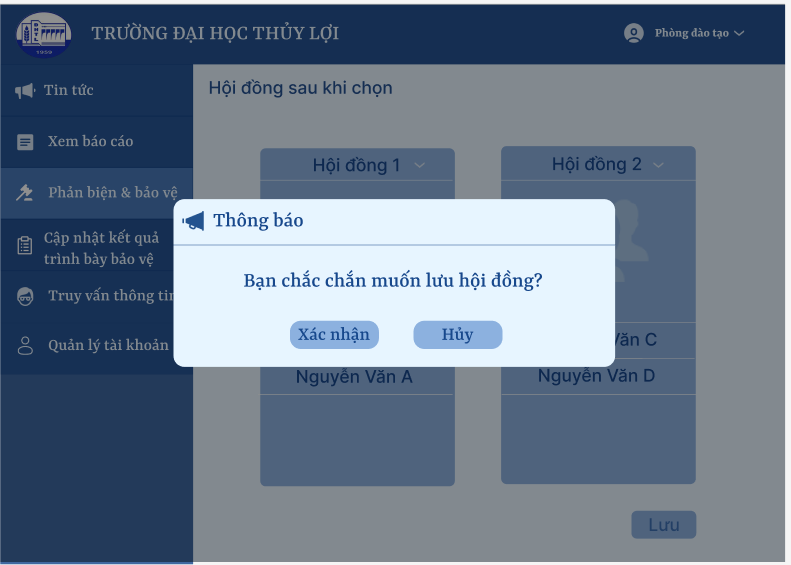 TRƯỜNG ĐẠI HỌC THỦY LỢI
Phòng đào tạo
1959
Tin tức
Xem báo cáo
Phản biện & bảo vệ
Cập nhật kết quả
trình bày bảo vệ
Truy vấn thông tin
Quản lý tài khoản
Hội đồng sau khi chọn
Hội đồng 1
Hội đồng 2
Thông báo
Bạn chắc chắn muốn lưu hội đồng?
Xác nhận
Hủy
Văn C
Nguyễn Văn A
Nguyễn Văn D
Lưu